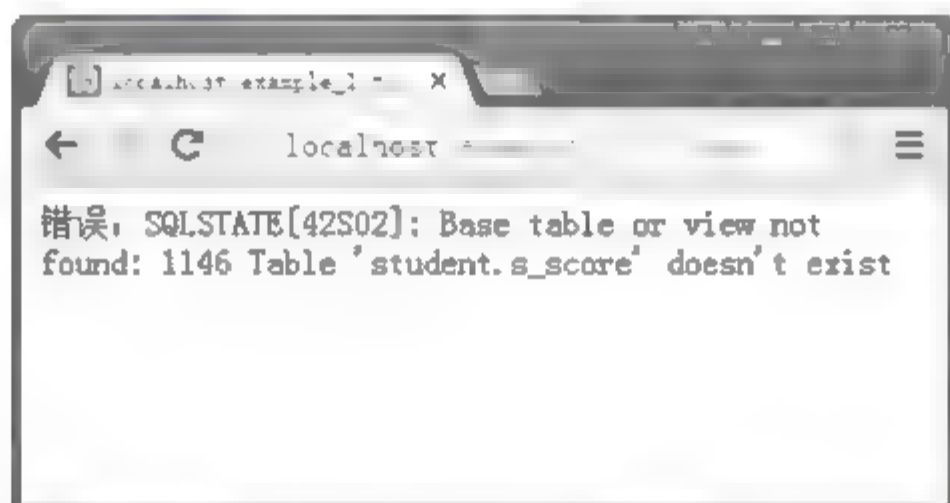 localhost
错误: SQLSTATE[42S02]: Base table or view not
found: 1146 Table 'student.s_score' doesn't exist